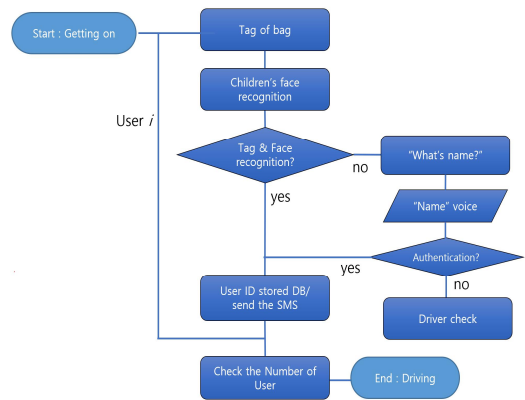 Start : Getting on
Tag of bag
Children's face
recognition
User i
Tag & Face
recognition?
no
"What's name?"
yes
"Name" voice
Authentication?
yes
no
User ID stored DB/
send the SMS
Driver check
Check the Number of
User
End : Driving